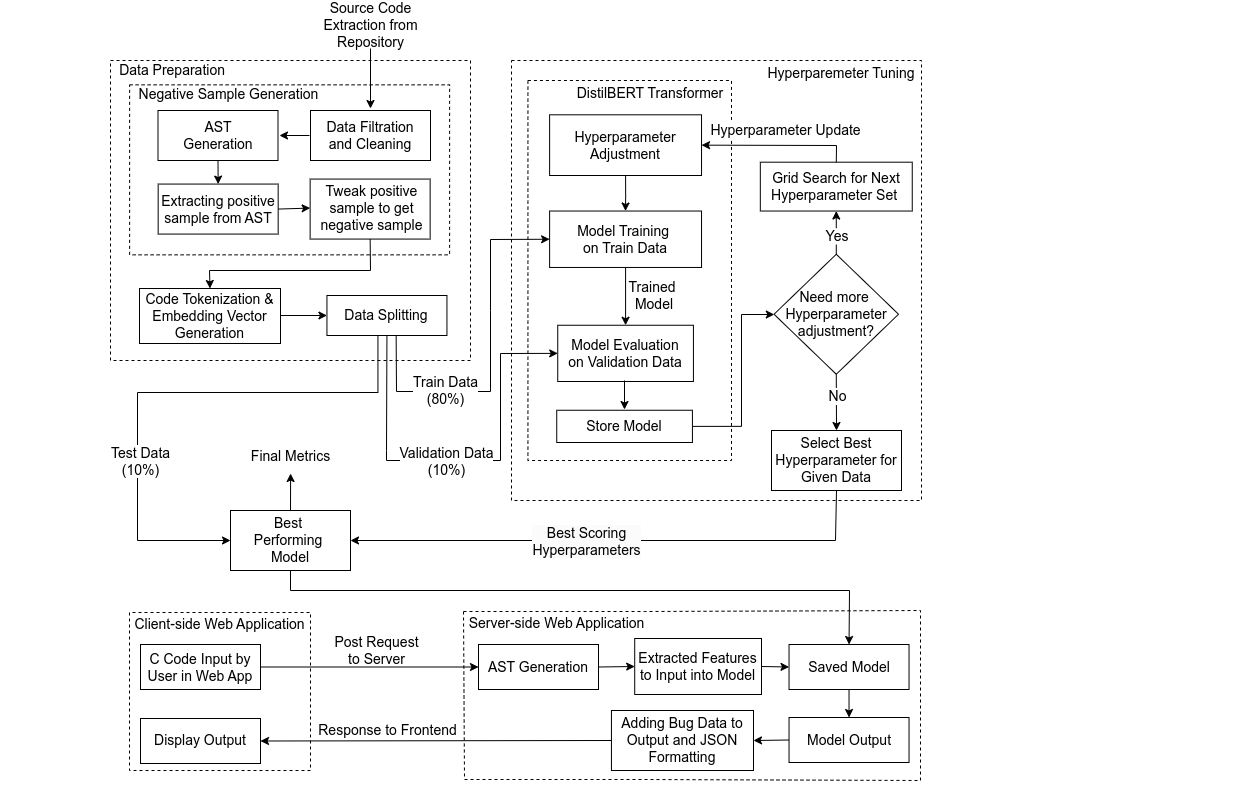 Source Code
Extraction from
Repository
Data Preparation
Negative Sample Generation
AST
Generation
Data Filtration
and Cleaning
Extracting positive
sample from AST
Tweak positive
sample to get
negative sample
Code Tokenization &
Embedding Vector
Generation
Data Splitting
Train Data
(80%)
Validation Data
(10%)
Test Data
(10%)
Hyperparemeter Tuning
DistilBERT Transformer
Hyperparameter
Adjustment
Hyperparameter Update
Grid Search for Next
Hyperparameter Set
Model Training
on Train Data
Yes
Trained
Model
Need more
Hyperparameter
adjustment?
Model Evaluation
on Validation Data
No
Store Model
Select Best
Hyperparameter for
Given Data
Final Metrics
Best
Performing
Model
Best Scoring
Hyperparameters
Client-side Web Application
C Code Input by
User in Web App
Post Request
to Server
Server-side Web Application
AST Generation
Extracted Features
to Input into Model
Saved Model
Display Output
Response to Frontend
Adding Bug Data to
Output and JSON
Formatting
Model Output